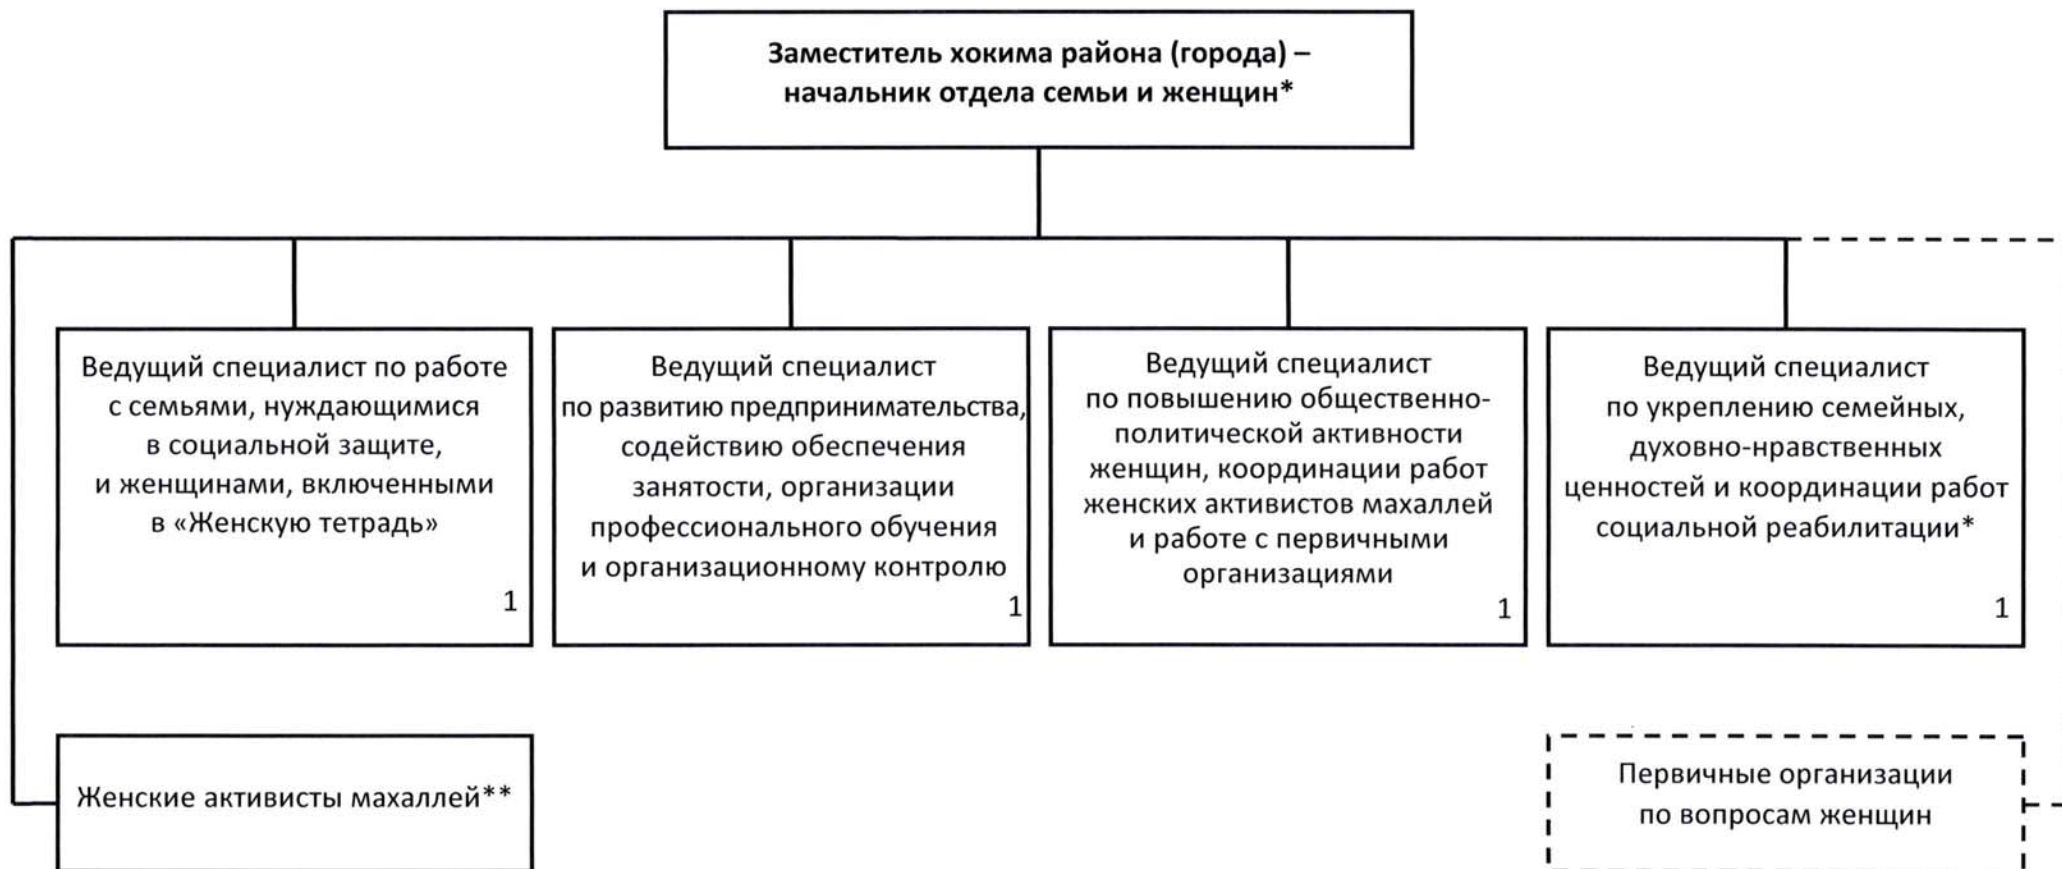 Заместитель хокима района (города) –
начальник отдела семьи и женщин*
Ведущий специалист по работе
с семьями, нуждающимися
в социальной защите,
и женщинами, включенными
в «Женскую тетрадь»
1
Ведущий специалист
по развитию предпринимательства,
содействию обеспечения
занятости, организации
профессионального обучения
и организационному контролю
1
Ведущий специалист
по повышению общественно-
политической активности
женщин, координации работ
женских активистов махаллей
и работе с первичными
организациями
1
Ведущий специалист
по укреплению семейных,
духовно-нравственных
ценностей и координации работ
социальной реабилитации*
1
Женские активисты махаллей**
Первичные организации
по вопросам женщин